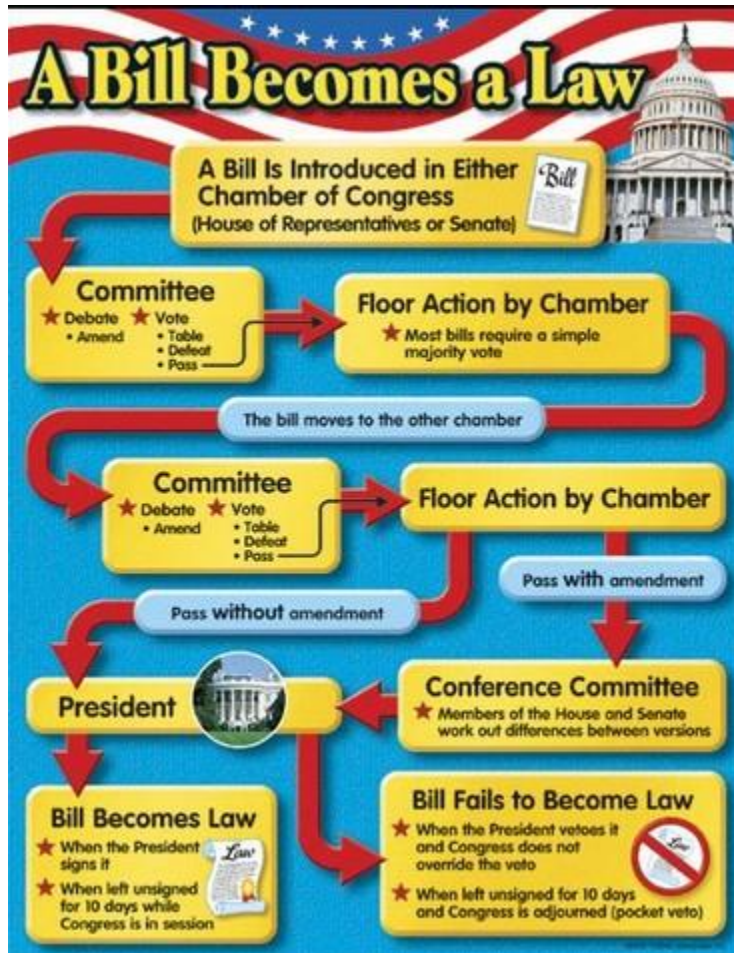 A Bill Becomes a Law
A Bill Is Introduced in Either
Chamber of Congress
(House of Representatives or Senate)
Bill
Committee
★ Debate
• Amend
★ Vote
• Table
• Defeat
• Pass
Floor Action by Chamber
★ Most bills require a simple
majority vote
The bill moves to the other chamber
Committee
★ Debate
• Amend
★ Vote
• Table
• Defeat
• Pass
Floor Action by Chamber
Pass without amendment
Pass with amendment
President
Conference Committee
★ Members of the House and Senate
work out differences between versions
Bill Becomes Law
★ When the President
signs it
★ When left unsigned
for 10 days while
Congress is in session
Law
Bill Fails to Become Law
★ When the President vetoes it
and Congress does not
override the veto
★ When left unsigned for 10 days
and Congress is adjourned (pocket veto)
Law